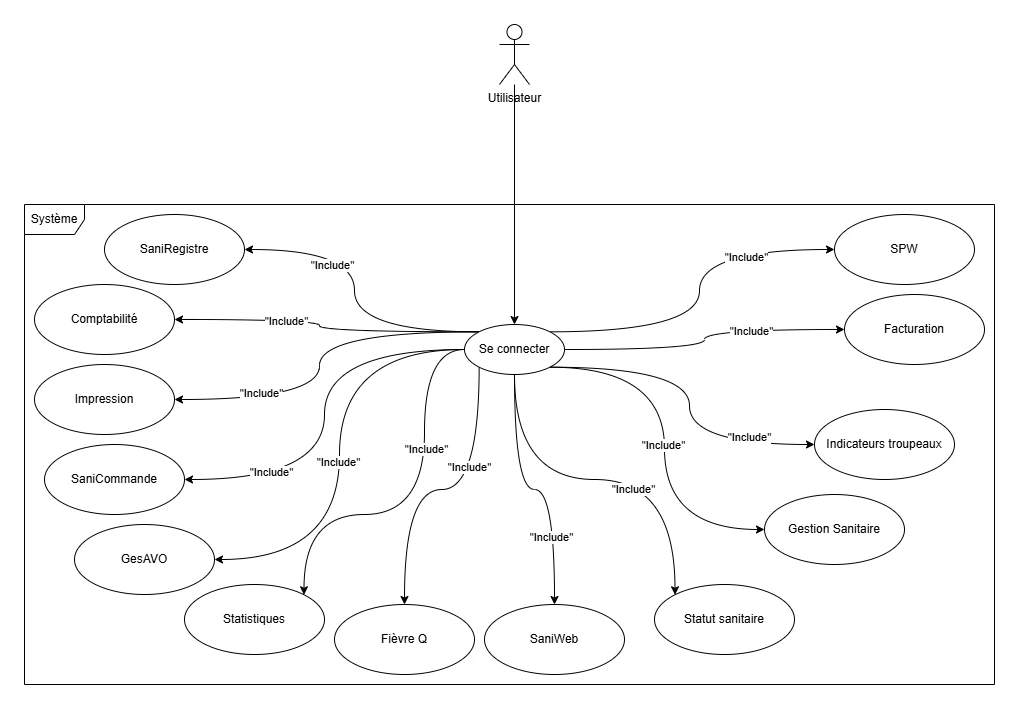 Utilisateur
Système
SaniRegistre
SPW
"Include"
"Include"
Comptabilité
"Include"
"Include"
Facturation
Se connecter
Impression
"Include"
"Include"
Indicateurs troupeaux
"Include"
"Include"
"Include"
"Include"
"Include"
SaniCommande
"Include"
Gestion Sanitaire
"Include"
GesAVO
Statistiques
Statut sanitaire
Fièvre Q
SaniWeb